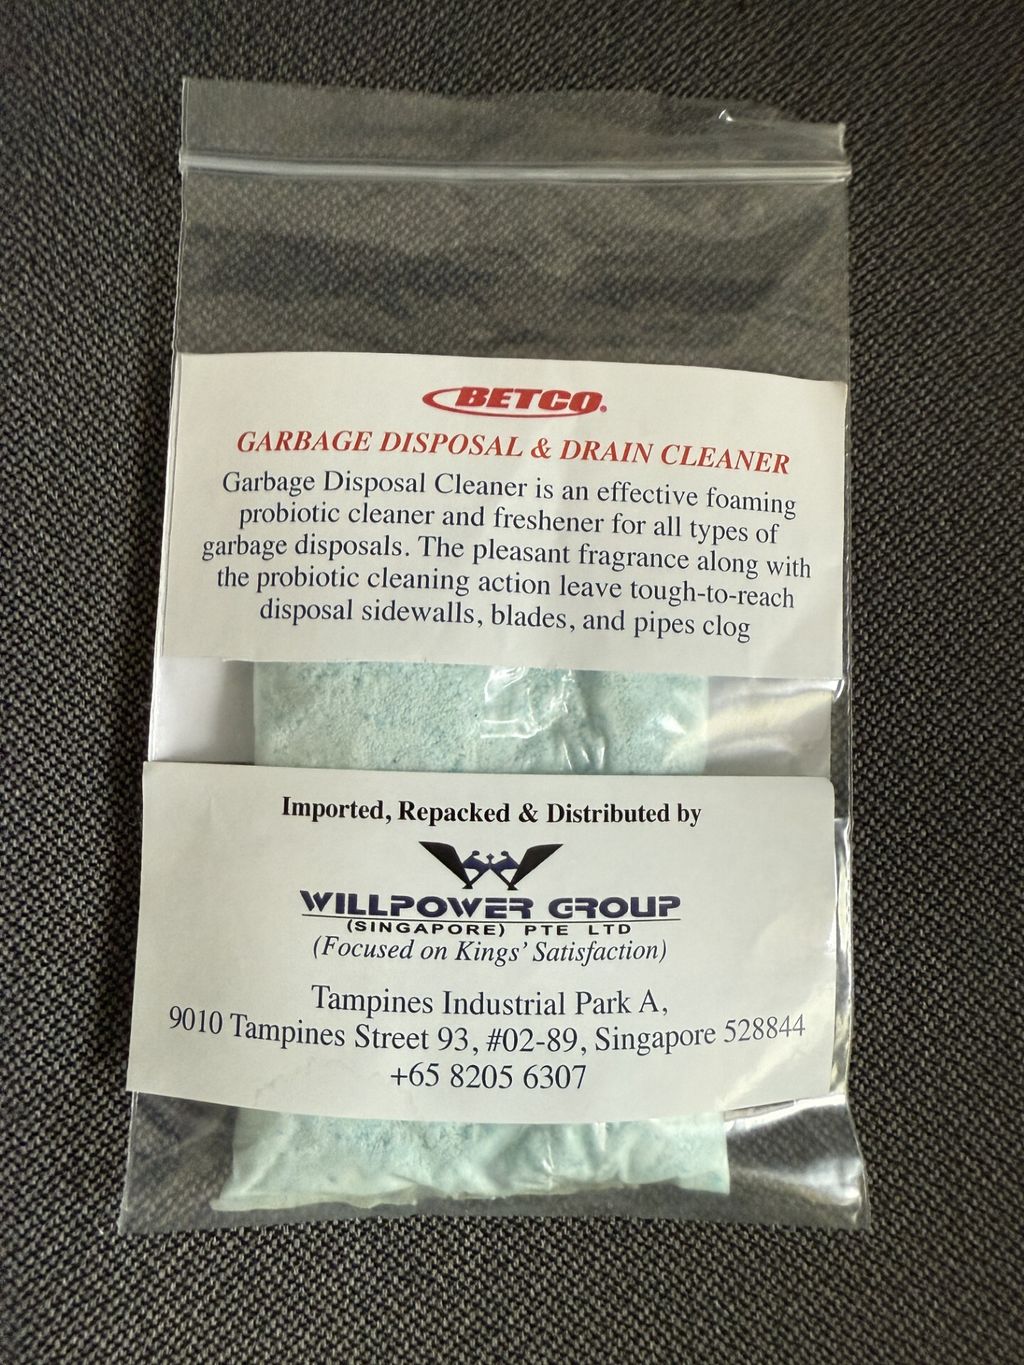 BETCO®
GARBAGE DISPOSAL & DRAIN CLEANER
Garbage Disposal Cleaner is an effective foaming
probiotic cleaner and freshener for all types of
garbage disposals. The pleasant fragrance along with
the probiotic cleaning action leave tough-to-reach
disposal sidewalls, blades, and pipes clog
Imported, Repacked & Distributed by
WILLPOWER GROUP
(SINGAPORE) PTE LTD
(Focused on Kings' Satisfaction)
Tampines Industrial Park A,
9010 Tampines Street 93, #02-89, Singapore 528844
+65 8205 6307